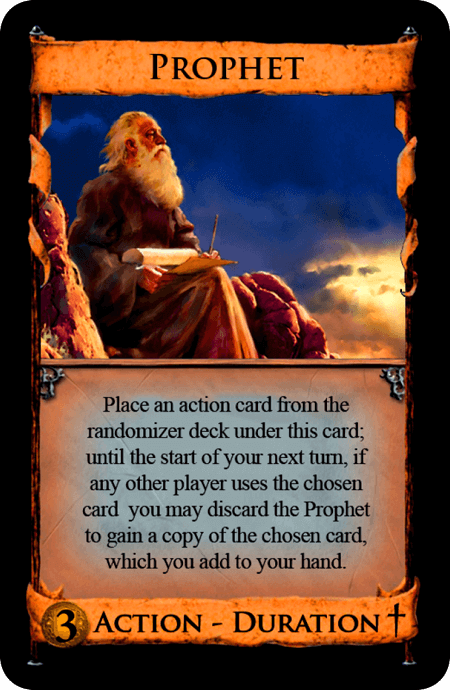 PROPHET
Place an action card from the
randomizer deck under this card;
until the start of your next turn, if
any other player uses the chosen
card  you may discard the Prophet
to gain a copy of the chosen card,
which you add to your hand.
3 ACTION - DURATION †